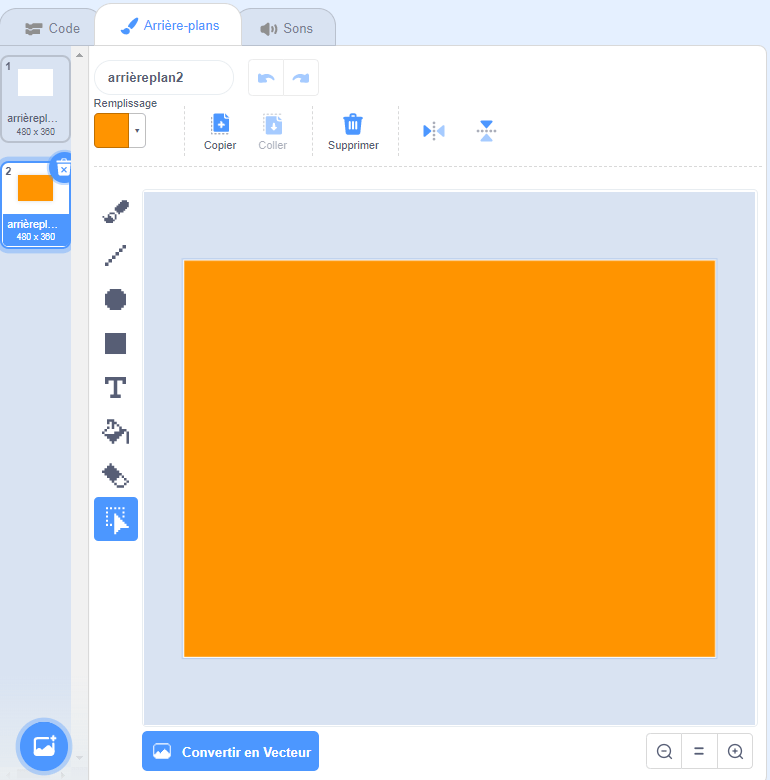 Code
Arrière-plans
Sons
1
arrièrepl...
480 x 360
2
arrièrepl...
480 x 360
arrièreplan2
Remplissage
Copier
Coller
Supprimer
T
Convertir en Vecteur